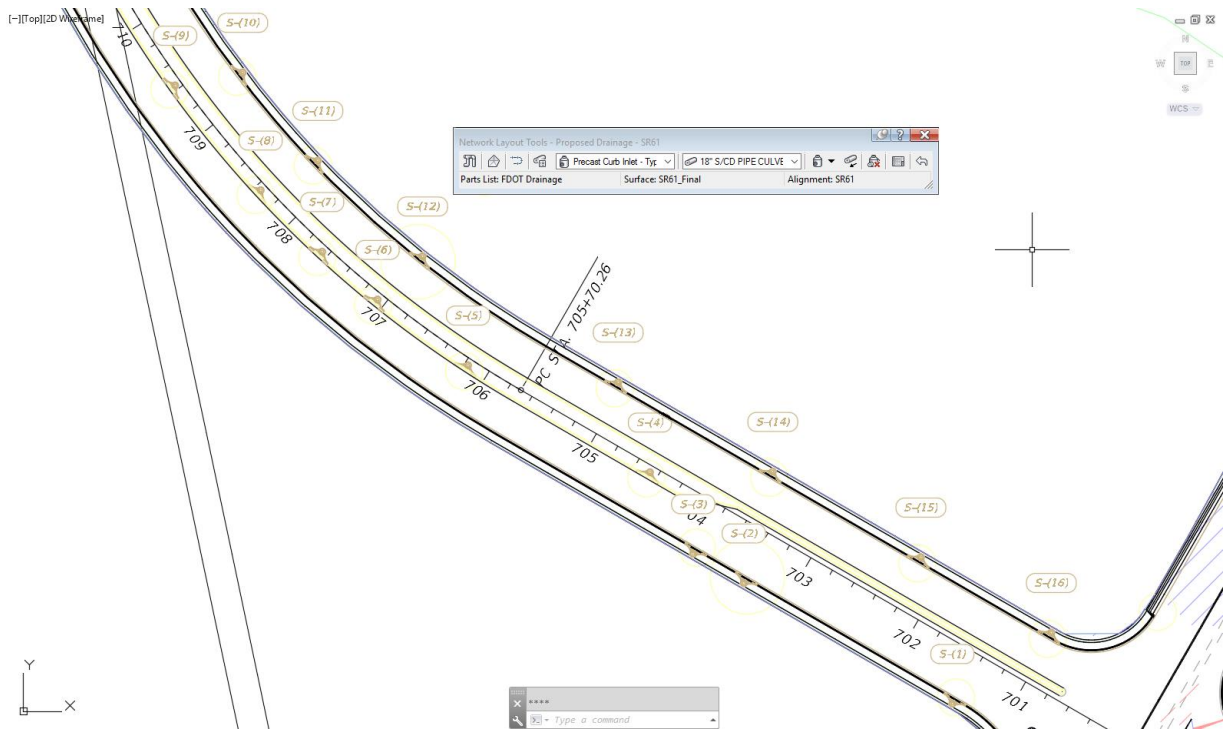 [−][Top][2D Wireframe]
S-(10)
S-(9)
710
N
W
TOP
E
S
WCS
S-(11)
709
S-(8)
Network Layout Tools - Proposed Drainage - SR61
Precast Curb Inlet - Typ
18" S/CD PIPE CULVE
Parts List: FDOT Drainage
Surface: SR61_Final
Alignment: SR61
S-(7)
S-(12)
708
S-(6)
PC STA. 705+70.26
707
S-(5)
S-(13)
706
S-(4)
S-(14)
705
S-(3)
04
S-(2)
S-(15)
703
S-(16)
702
S-(1)
701
Y
X
****
Type a command